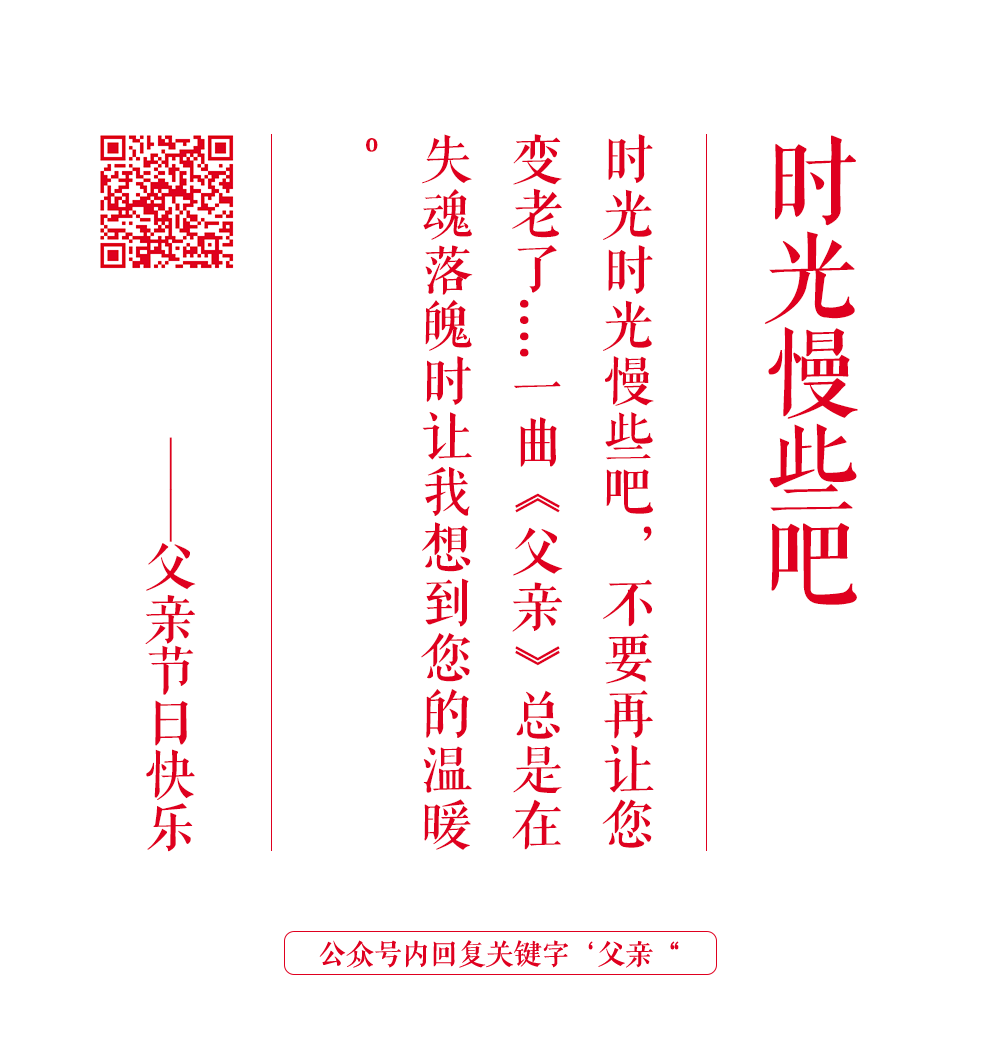 时光慢些吧
时光时光慢些吧，不要再让您
变老了····一曲《父亲》总是在
失魂落魄时让我想到您的温暖
。
——父亲节日快乐
公众号内回复关键字‘父亲“